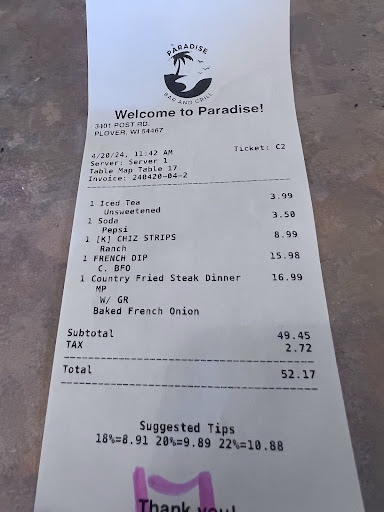 PARADISE
BAR AND GRILL
Welcome to Paradise!
3401 POST RD.
PLOVER, WI 54467
4/20/24, 11:42 AM Ticket: C2
Server: Server 1
Table Map Table 17
Invoice: 240420-04-2
1 Iced Tea 3.99
Unsweetened
1 Soda 3.50
Pepsi
1 [K] CHIZ STRIPS 8.99
Ranch
1 FRENCH DIP 15.98
C. BFO
1 Country Fried Steak Dinner 16.99
MP
W/ GR
Baked French Onion
Subtotal 49.45
TAX 2.72
Total 52.17
Suggested Tips
18%=8.91 20%=9.89 22%=10.88
Thank you!